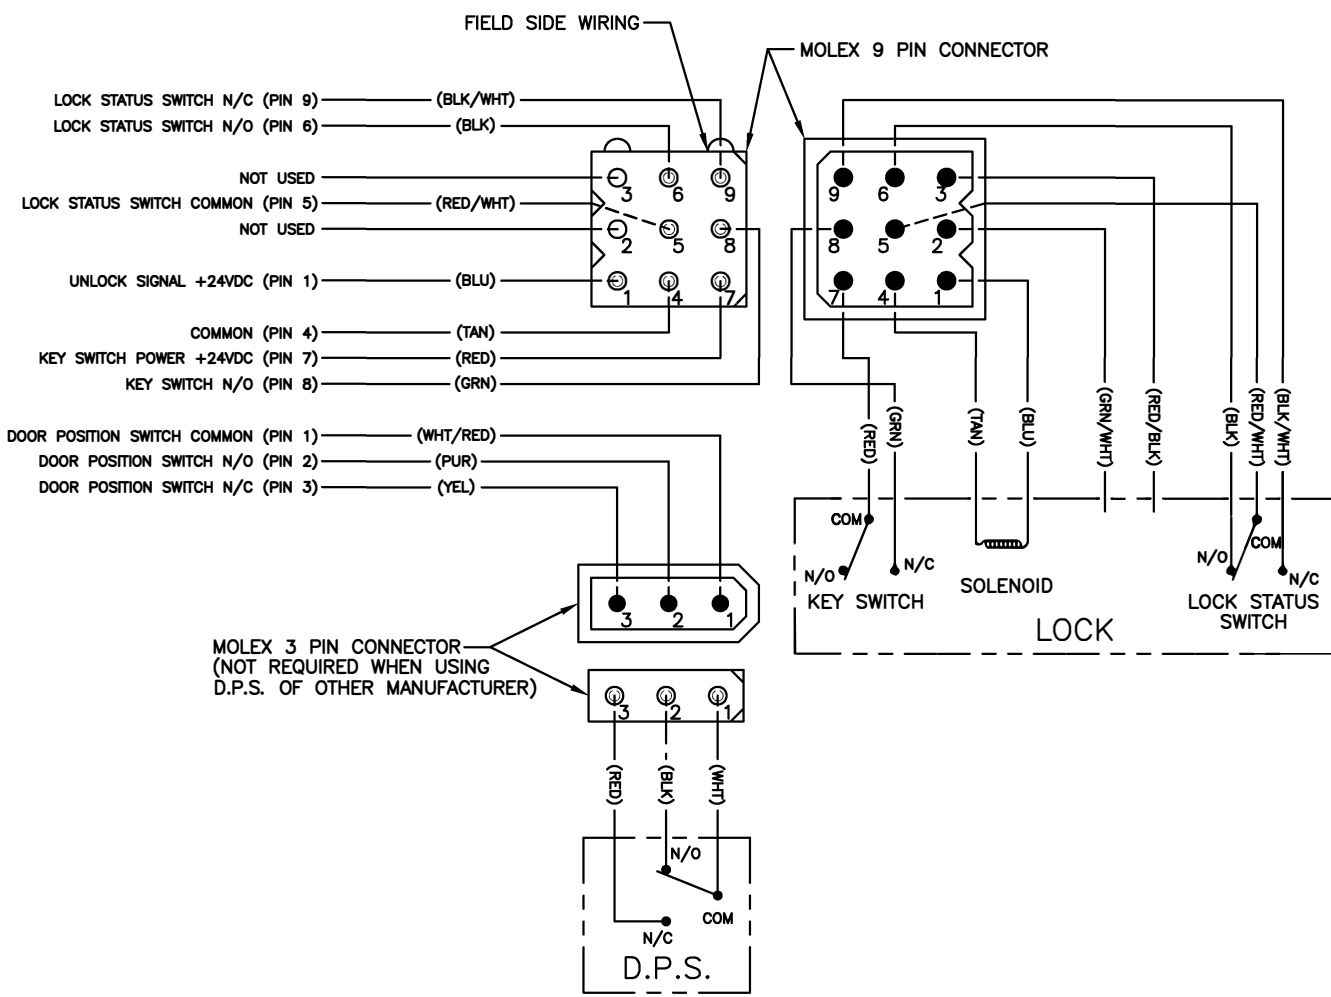 FIELD SIDE WIRING
MOLEX 9 PIN CONNECTOR
LOCK STATUS SWITCH N/C (PIN 9)
(BLK/WHT)
LOCK STATUS SWITCH N/O (PIN 6)
(BLK)
NOT USED
LOCK STATUS SWITCH COMMON (PIN 5)
(RED/WHT)
NOT USED
UNLOCK SIGNAL +24VDC (PIN 1)
(BLU)
COMMON (PIN 4)
(TAN)
KEY SWITCH POWER +24VDC (PIN 7)
(RED)
KEY SWITCH N/O (PIN 8)
(GRN)
3 6 9
2 5 8
1 4 7
9 6 3
8 5 2
7 4 1
DOOR POSITION SWITCH COMMON (PIN 1)
(WHT/RED)
DOOR POSITION SWITCH N/O (PIN 2)
(PUR)
DOOR POSITION SWITCH N/C (PIN 3)
(YEL)
(RED)
(GRN)
(TAN)
(BLU)
(GRN/WHT)
(RED/BLK)
(BLK)
(RED/WHT)
(BLK/WHT)
COM
N/O
N/C
KEY SWITCH
SOLENOID
N/O
COM
N/C
LOCK STATUS
SWITCH
LOCK
3 2 1
MOLEX 3 PIN CONNECTOR
(NOT REQUIRED WHEN USING
D.P.S. OF OTHER MANUFACTURER)
3 2 1
(RED)
(BLK)
(WHT)
N/O
COM
N/C
D.P.S.